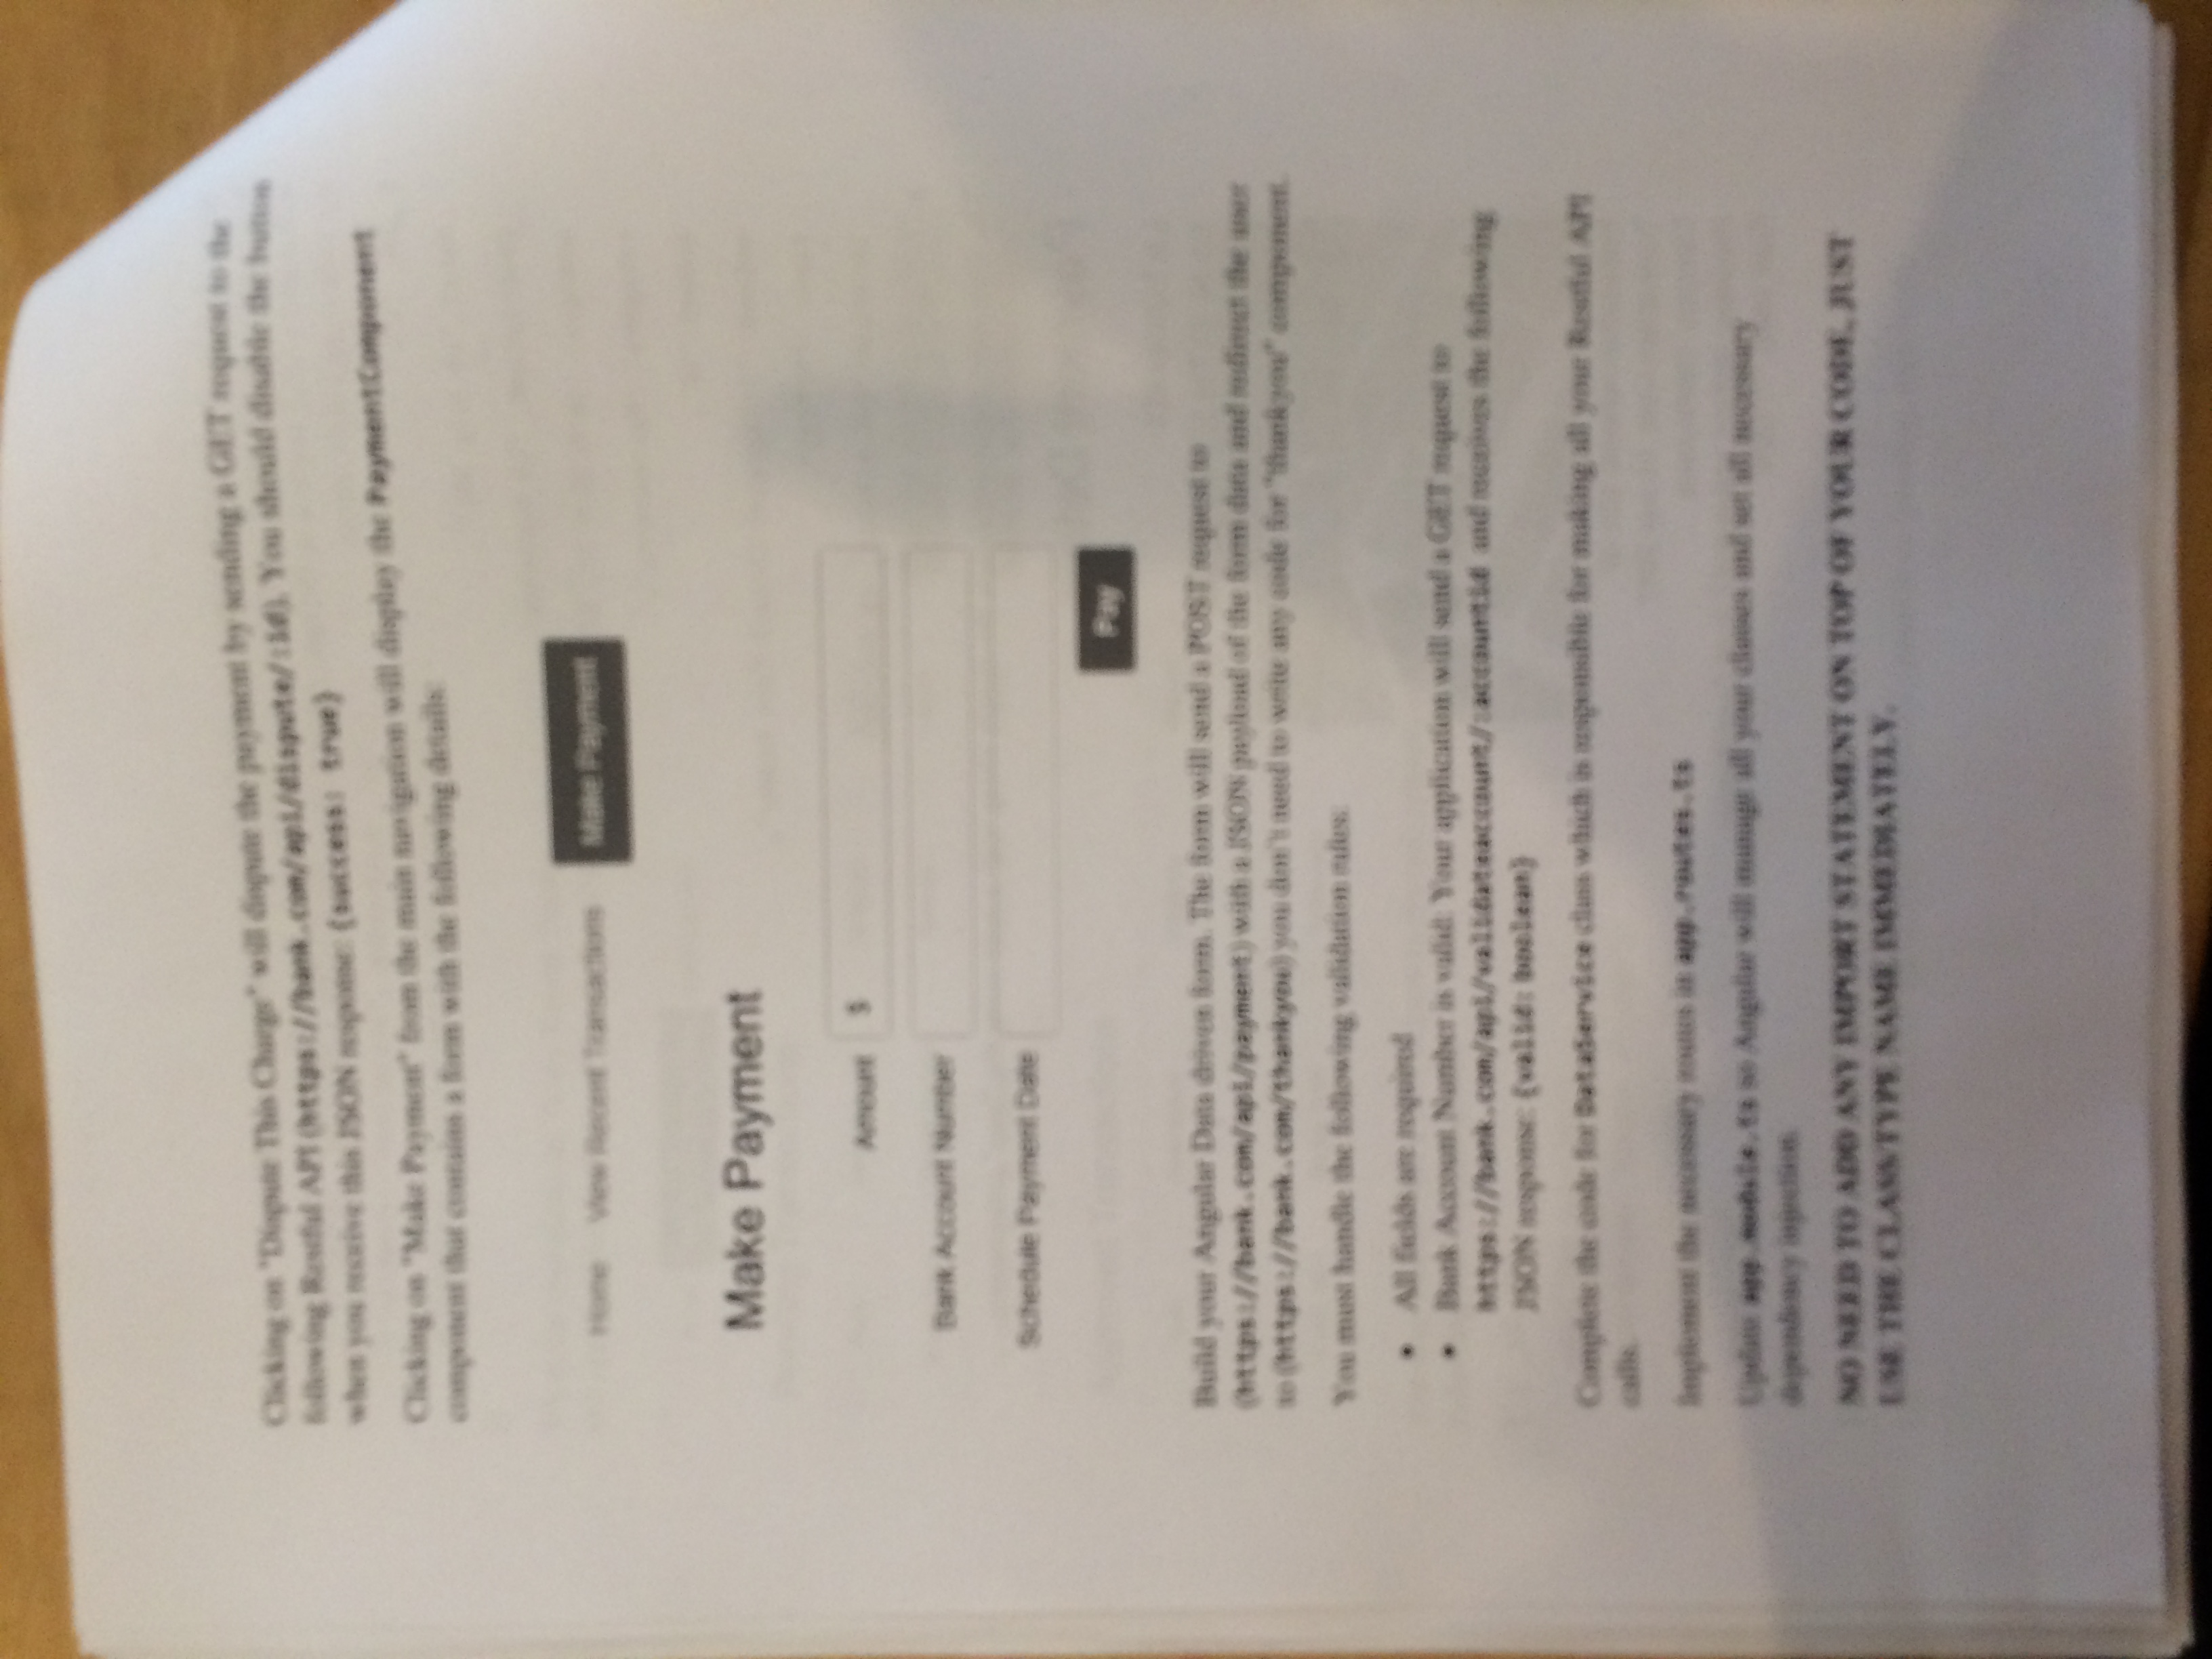 Clicking on "Dispute This Charge" will dispute the payment by sending a GET request to the
following Restful API (https://bank.com/api/dispute/:id). You should disable the button
when you receive this JSON response: {success: true}
Clicking on "Make Payment" from the main navigation will display the PaymentComponent
component that contains a form with the following details:
Home View Recent Transactions Make Payment
Make Payment
Amount $
Bank Account Number
Schedule Payment Date
Pay
Build your Angular Data driven form. The form will send a POST request to
(https://bank.com/api/payment) with a JSON payload of the form data and redirect the user
to (https://bank.com/thankyou) you don't need to write any code for "thankyou" component.
You must handle the following validation rules:
• All fields are required
• Bank Account Number is valid: Your application will send a GET request to
https://bank.com/api/validateaccount/:accountid and receives the following
JSON response: {valid: boolean}
Complete the code for DataService class which is responsible for making all your Restful API
calls.
Implement the necessary routes in app.routes.ts
Update app.module.ts so Angular will manage all your classes and set all necessary
dependency injection.
NO NEED TO ADD ANY IMPORT STATEMENT ON TOP OF YOUR CODE, JUST
USE THE CLASS/TYPE NAME IMMEDIATELY.